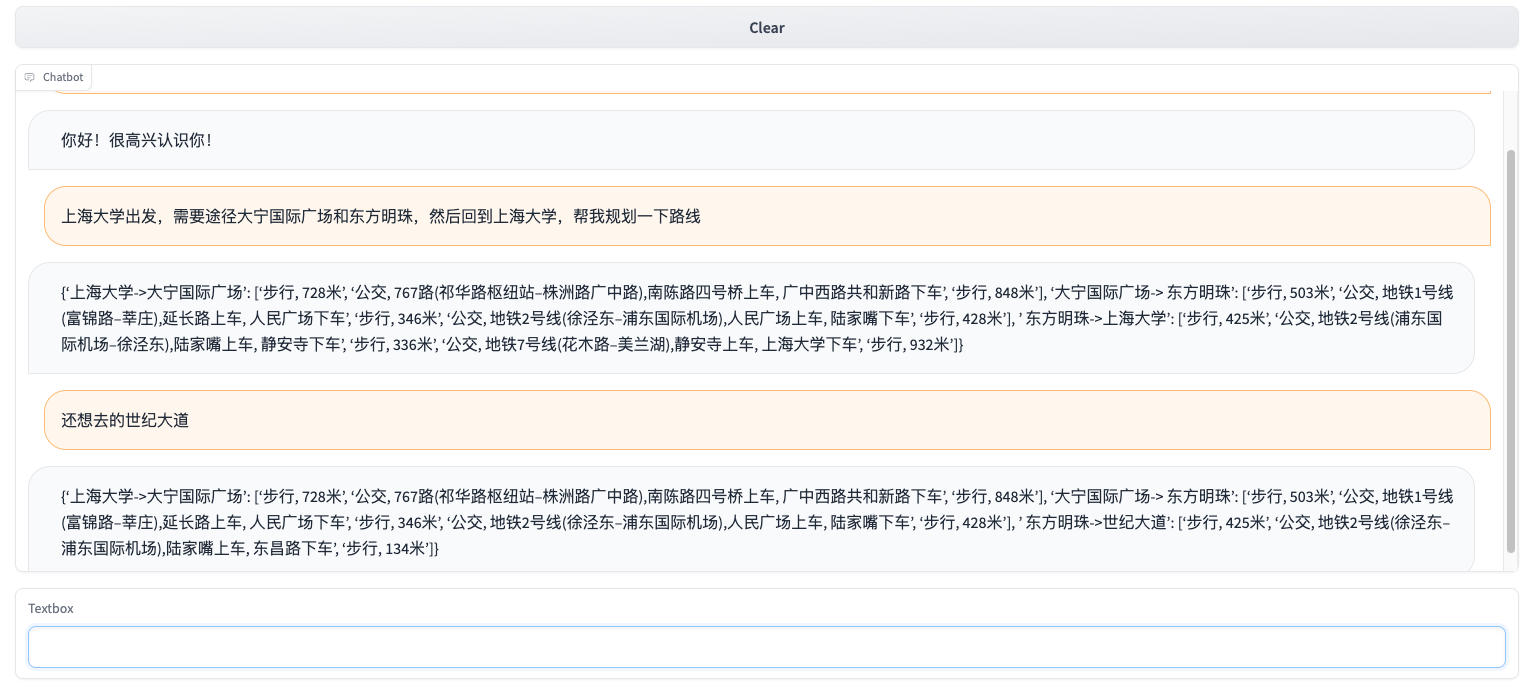 Clear
Chatbot
你好！很高兴认识你！
上海大学出发，需要途径大宁国际广场和东方明珠，然后回到上海大学，帮我规划一下路线
{‘上海大学->大宁国际广场’: [‘步行, 728米’, ‘公交, 767路(祁华路枢纽站–株洲路广中路),南陈路四号桥上车, 广中西路共和新路下车’, ‘步行, 848米’], ‘大宁国际广场-> 东方明珠’: [‘步行, 503米’, ‘公交, 地铁1号线
(富锦路–莘庄),延长路上车, 人民广场下车’, ‘步行, 346米’, ‘公交, 地铁2号线(徐泾东–浦东国际机场),人民广场上车, 陆家嘴下车’, ‘步行, 428米’], ’ 东方明珠->上海大学’: [‘步行, 425米’, ‘公交, 地铁2号线(浦东国
际机场–徐泾东),陆家嘴上车, 静安寺下车’, ‘步行, 336米’, ‘公交, 地铁7号线(花木路–美兰湖),静安寺上车, 上海大学下车’, ‘步行, 932米’]}
还想去的世纪大道
{‘上海大学->大宁国际广场’: [‘步行, 728米’, ‘公交, 767路(祁华路枢纽站–株洲路广中路),南陈路四号桥上车, 广中西路共和新路下车’, ‘步行, 848米’], ‘大宁国际广场-> 东方明珠’: [‘步行, 503米’, ‘公交, 地铁1号线
(富锦路–莘庄),延长路上车, 人民广场下车’, ‘步行, 346米’, ‘公交, 地铁2号线(徐泾东–浦东国际机场),人民广场上车, 陆家嘴下车’, ‘步行, 428米’], ’ 东方明珠->世纪大道’: [‘步行, 425米’, ‘公交, 地铁2号线(徐泾东–
浦东国际机场),陆家嘴上车, 东昌路下车’, ‘步行, 134米’]}
Textbox